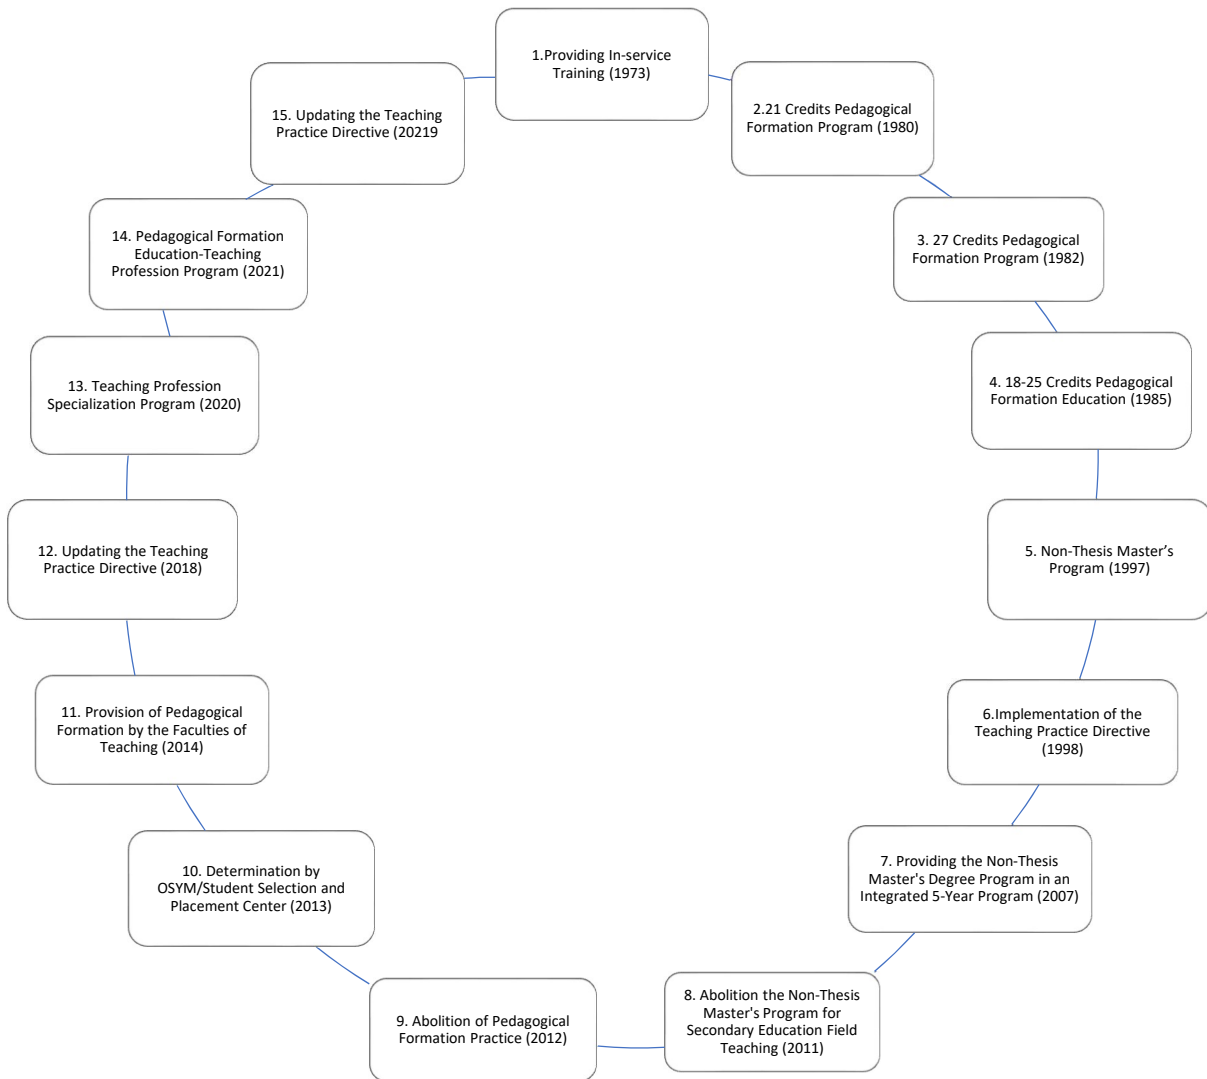 1.Providing In-service
Training (1973)
2.21 Credits Pedagogical
Formation Program (1980)
3. 27 Credits Pedagogical
Formation Program (1982)
4. 18-25 Credits Pedagogical
Formation Education (1985)
5. Non-Thesis Master’s
Program (1997)
6.Implementation of the
Teaching Practice Directive
(1998)
7. Providing the Non-Thesis
Master's Degree Program in an
Integrated 5-Year Program (2007)
8. Abolition the Non-Thesis
Master's Program for
Secondary Education Field
Teaching (2011)
9. Abolition of Pedagogical
Formation Practice (2012)
10. Determination by
OSYM/Student Selection and
Placement Center (2013)
11. Provision of Pedagogical
Formation by the Faculties of
Teaching (2014)
12. Updating the Teaching
Practice Directive (2018)
13. Teaching Profession
Specialization Program (2020)
14. Pedagogical Formation
Education-Teaching
Profession Program (2021)
15. Updating the Teaching
Practice Directive (20219